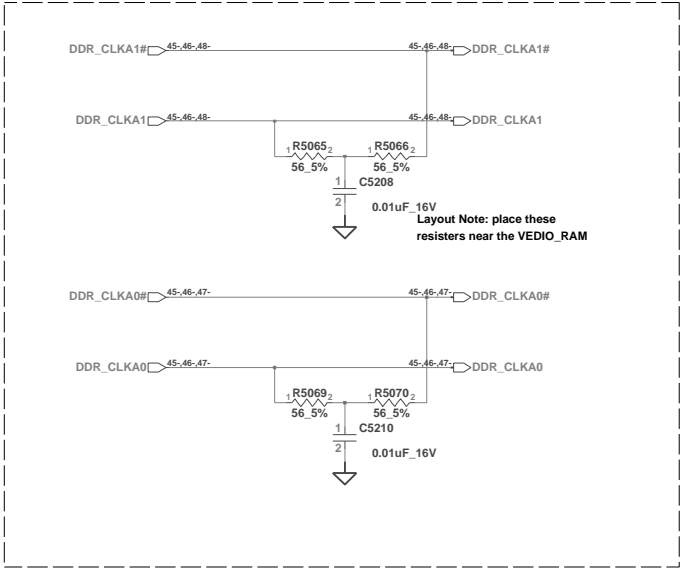 DDR_CLKA1# 45-,46-,48- 45-,46-,48- DDR_CLKA1#
DDR_CLKA1 45-,46-,48- 45-,46-,48- DDR_CLKA1
R5065 R5066
1 2 1 2
56_5% 56_5%
1 C5208
2
0.01uF_16V
Layout Note: place these
resisters near the VEDIO_RAM
DDR_CLKA0# 45-,46-,47- 45-,46-,47- DDR_CLKA0#
DDR_CLKA0 45-,46-,47- 45-,46-,47- DDR_CLKA0
R5069 R5070
1 2 1 2
56_5% 56_5%
1 C5210
2
0.01uF_16V